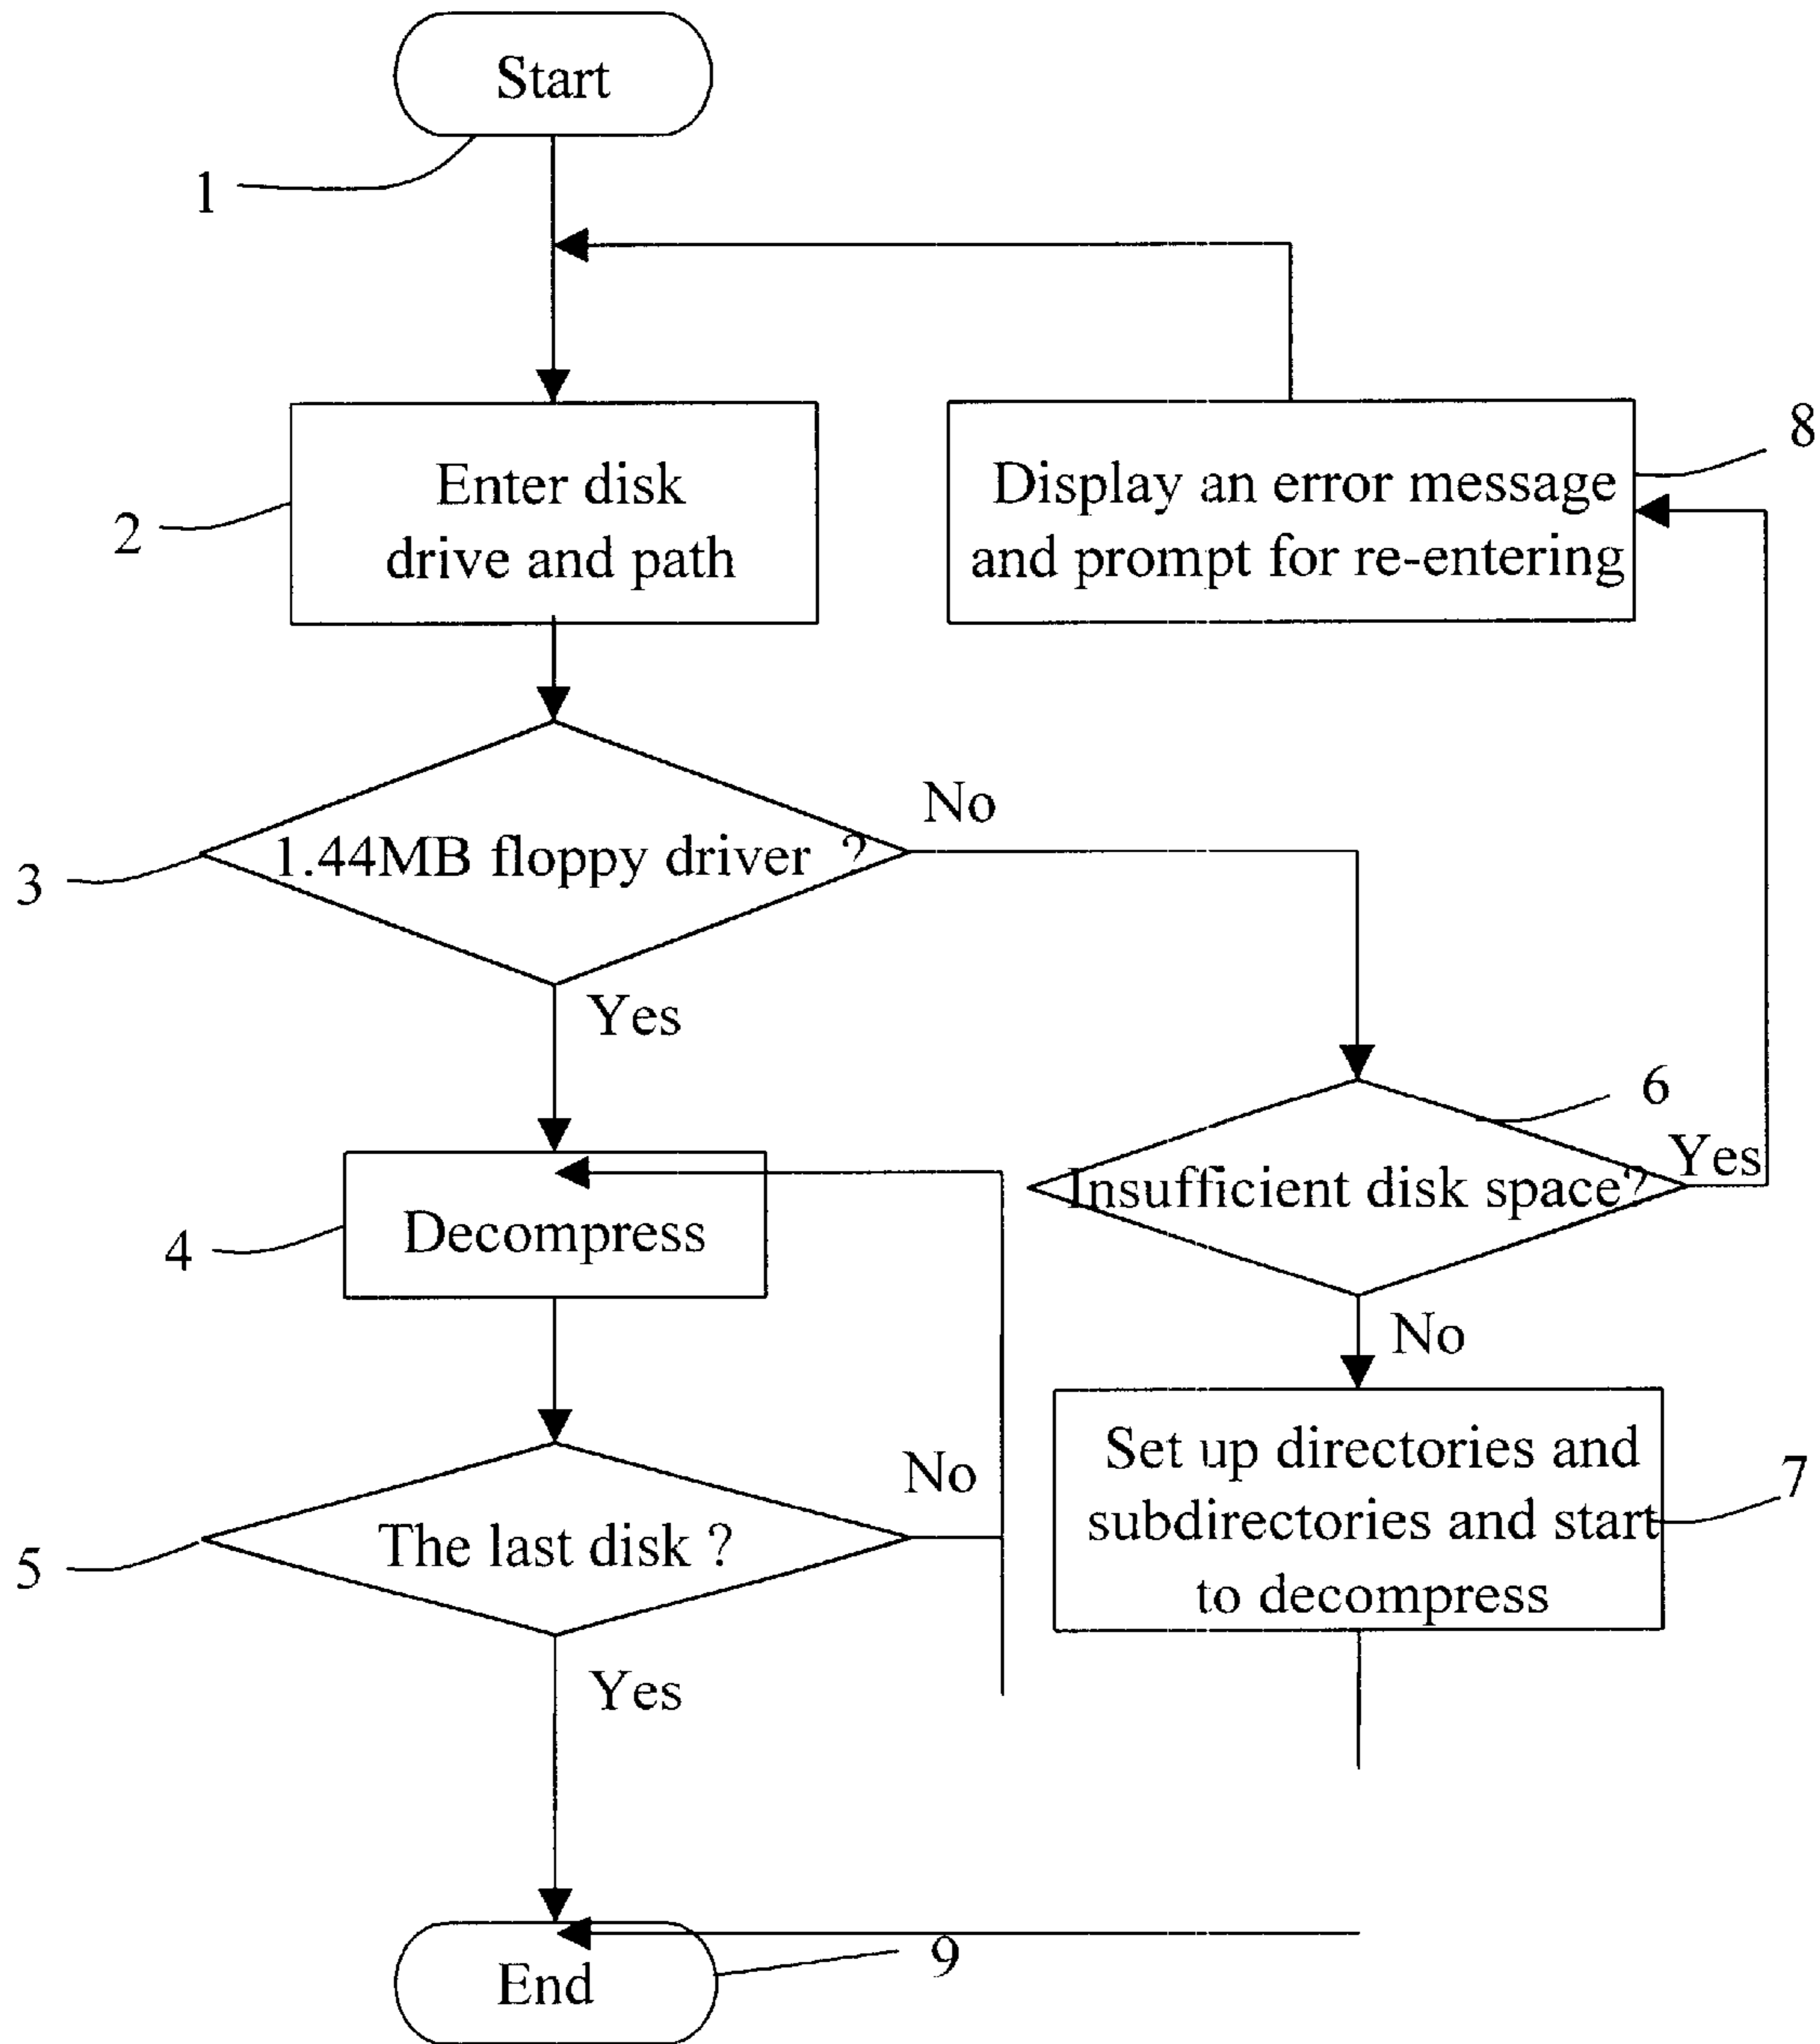 Start
1
Enter disk
drive and path
2
Display an error message
and prompt for re-entering
8
1.44MB floppy driver ?
3
No
Yes
Decompress
4
Insufficient disk space?
6
Yes
No
The last disk ?
5
No
Set up directories and
subdirectories and start
to decompress
7
Yes
End
9